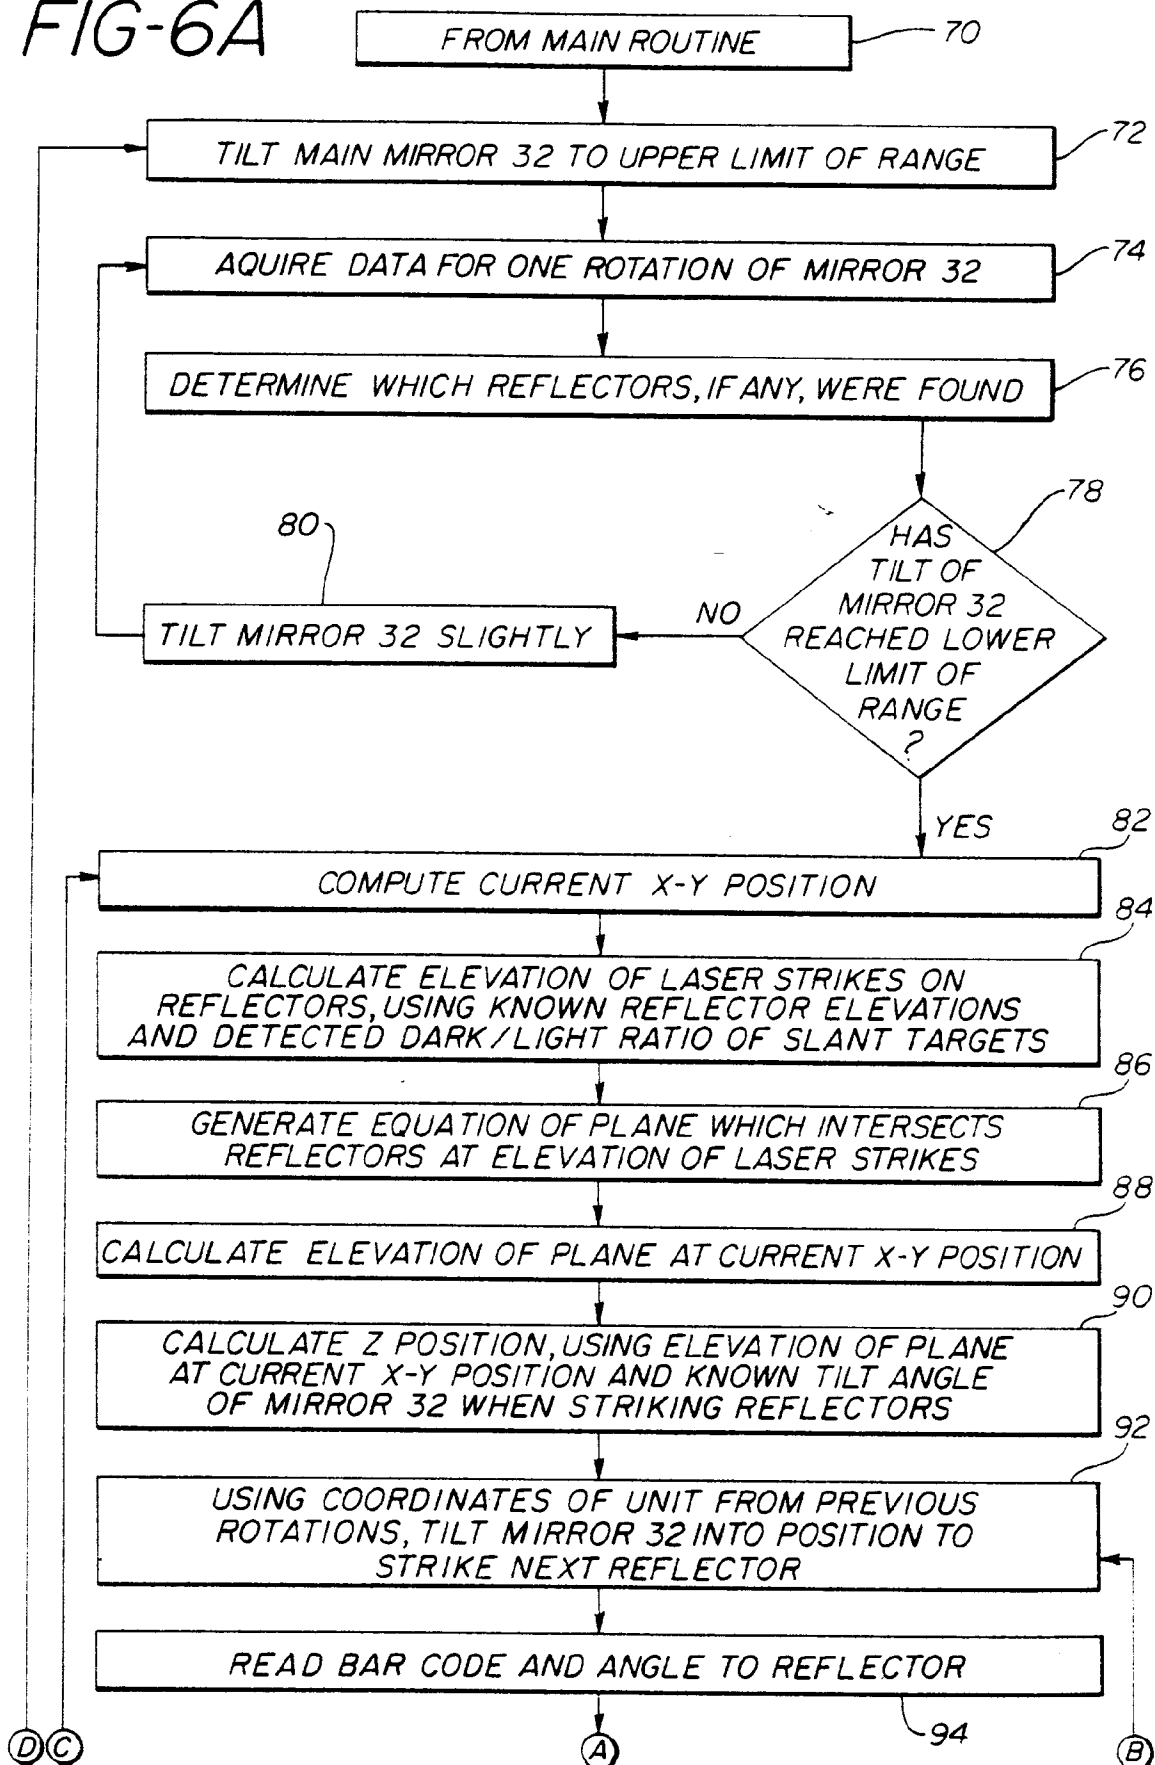 FIG-6A
FROM MAIN ROUTINE
70
TILT MAIN MIRROR 32 TO UPPER LIMIT OF RANGE
72
AQUIRE DATA FOR ONE ROTATION OF MIRROR 32
74
DETERMINE WHICH REFLECTORS, IF ANY, WERE FOUND
76
78
HAS
TILT OF
MIRROR 32
REACHED LOWER
LIMIT OF
RANGE
?
NO
80
TILT MIRROR 32 SLIGHTLY
YES
82
COMPUTE CURRENT X-Y POSITION
84
CALCULATE ELEVATION OF LASER STRIKES ON
REFLECTORS, USING KNOWN REFLECTOR ELEVATIONS
AND DETECTED DARK/LIGHT RATIO OF SLANT TARGETS
86
GENERATE EQUATION OF PLANE WHICH INTERSECTS
REFLECTORS AT ELEVATION OF LASER STRIKES
88
CALCULATE ELEVATION OF PLANE AT CURRENT X-Y POSITION
90
CALCULATE Z POSITION, USING ELEVATION OF PLANE
AT CURRENT X-Y POSITION AND KNOWN TILT ANGLE
OF MIRROR 32 WHEN STRIKING REFLECTORS
92
USING COORDINATES OF UNIT FROM PREVIOUS
ROTATIONS, TILT MIRROR 32 INTO POSITION TO
STRIKE NEXT REFLECTOR
READ BAR CODE AND ANGLE TO REFLECTOR
94
D C A B